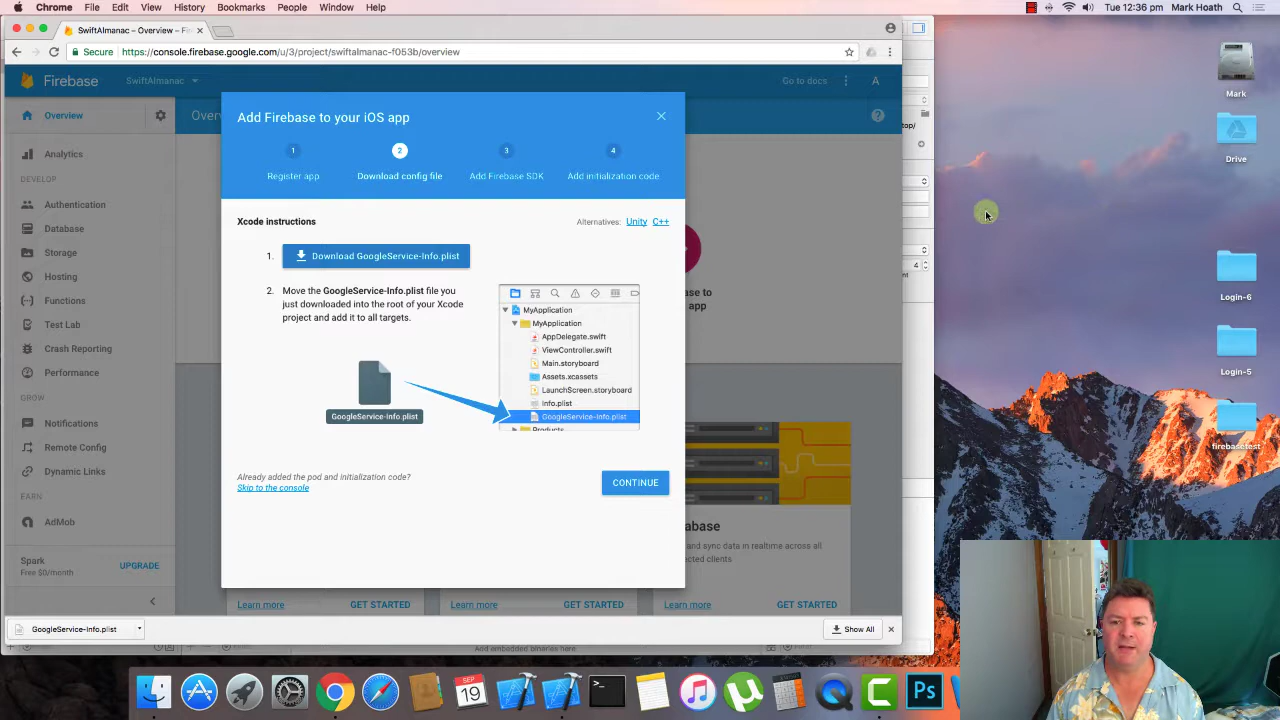 Chrome File Edit View History Bookmarks People Window Help
Tue 12:36 pm Mark Heath
SwiftAlmanac – Overview – Fir
Secure https://console.firebase.google.com/u/3/project/swiftalmanac-f053b/overview
Firebase SwiftAlmanac Go to docs A
Overview
Analytics
DEVELOP
Authentication
Database
Storage
Hosting
Functions
Test Lab
Crash Reporting
Performance
GROW
Notifications
Remote Config
Dynamic Links
EARN
AdMob
Spark
Free $0/month
UPGRADE
Add Firebase to your iOS app
1 2 3 4
Register app Download config file Add Firebase SDK Add initialization code
Xcode instructions
Alternatives: Unity C++
1. Download GoogleService-Info.plist
2. Move the GoogleService-Info.plist file you
just downloaded into the root of your Xcode
project and add it to all targets.
GoogleService-Info.plist
MyApplication
MyApplication
AppDelegate.swift
ViewController.swift
Main.storyboard
Assets.xcassets
LaunchScreen.storyboard
Info.plist
GoogleService-Info.plist
Products
Already added the pod and initialization code?
Skip to the console
CONTINUE
Learn more GET STARTED
Learn more GET STARTED
Learn more GET STARTED
GoogleService-Info.plist
Show All
Add embedded binaries here
Mark
Drive
Login-6
Login-5
firebasetest
SEP
19
Ps